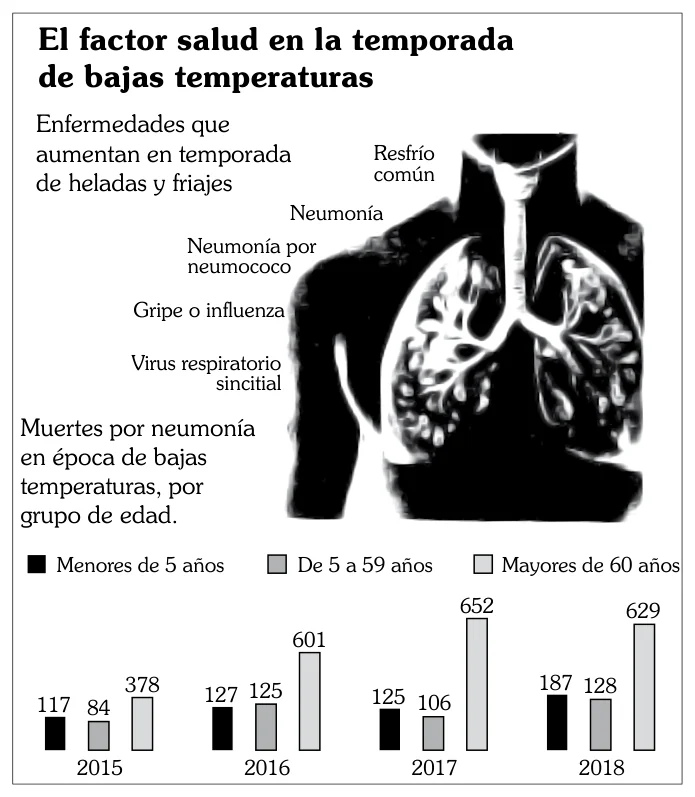 El factor salud en la temporada
de bajas temperaturas
Enfermedades que
aumentan en temporada
de heladas y friajes
Resfrío
común
Neumonía
Neumonía por
neumococo
Gripe o influenza
Virus respiratorio
sincitial
Muertes por neumonía
en época de bajas
temperaturas, por
grupo de edad.
Menores de 5 años De 5 a 59 años Mayores de 60 años
117 84 378
127 125 601
125 106 652
187 128 629
2015 2016 2017 2018